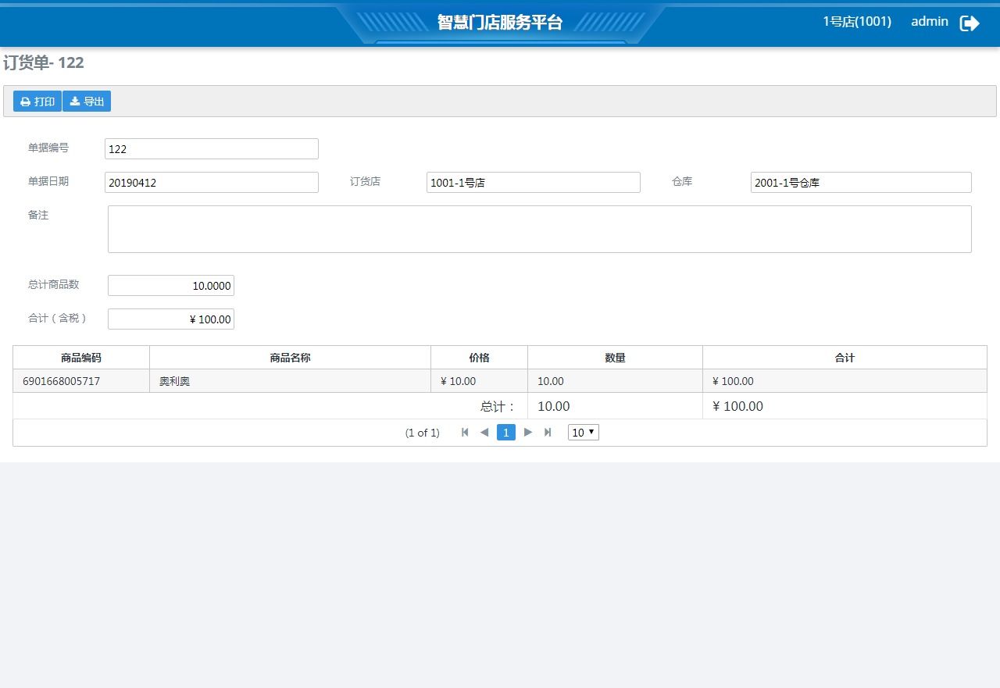 智慧门店服务平台
1号店(1001) admin
订货单- 122
打印 导出
单据编号 122
单据日期 20190412 订货店 1001-1号店 仓库 2001-1号仓库
备注
总计商品数 10.0000
合计（含税） ¥ 100.00
商品编码 商品名称 价格 数量 合计
6901668005717 奥利奥 ¥ 10.00 10.00 ¥ 100.00
总计： 10.00 ¥ 100.00
(1 of 1) 1 10